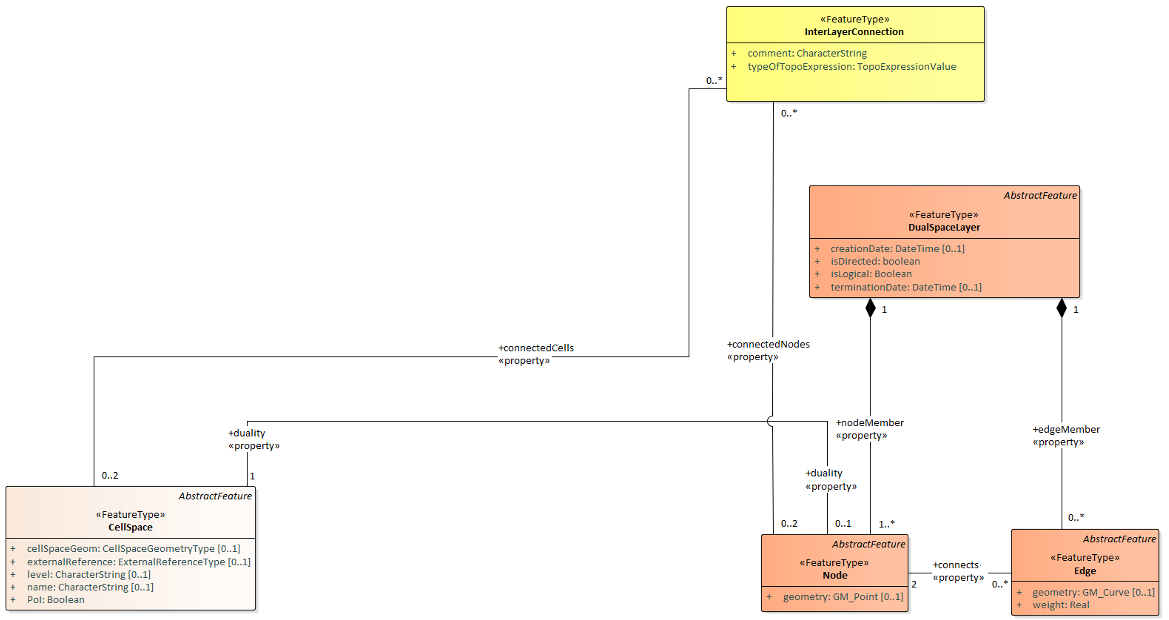 «FeatureType»
InterLayerConnection
+ comment: CharacterString
+ typeOfTopoExpression: TopoExpressionValue
0..*
0..*
AbstractFeature
«FeatureType»
DualSpaceLayer
+ creationDate: DateTime [0..1]
+ isDirected: boolean
+ isLogical: Boolean
+ terminationDate: DateTime [0..1]
1
1
+connectedCells
«property»
+connectedNodes
«property»
+duality
«property»
+nodeMember
«property»
+edgeMember
«property»
+duality
«property»
0..2
1
0..2
0..1
1..*
0..*
AbstractFeature
«FeatureType»
CellSpace
+ cellSpaceGeom: CellSpaceGeometryType [0..1]
+ externalReference: ExternalReferenceType [0..1]
+ level: CharacterString [0..1]
+ name: CharacterString [0..1]
+ PoI: Boolean
AbstractFeature
«FeatureType»
Node
+ geometry: GM_Point [0..1]
+connects
«property»
2
0..*
AbstractFeature
«FeatureType»
Edge
+ geometry: GM_Curve [0..1]
+ weight: Real